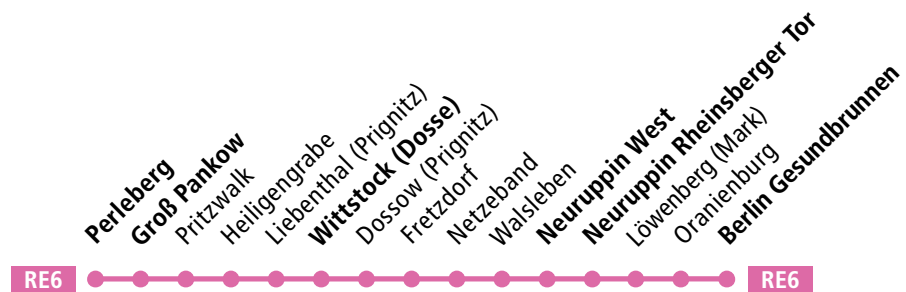 Perleberg
Groß Pankow
Pritzwalk
Heiligengrabe
Liebenthal (Prignitz)
Wittstock (Dosse)
Dossow (Prignitz)
Fretzdorf
Netzeband
Walsleben
Neuruppin West
Neuruppin Rheinsberger Tor
Löwenberg (Mark)
Oranienburg
Berlin Gesundbrunnen
RE6
RE6